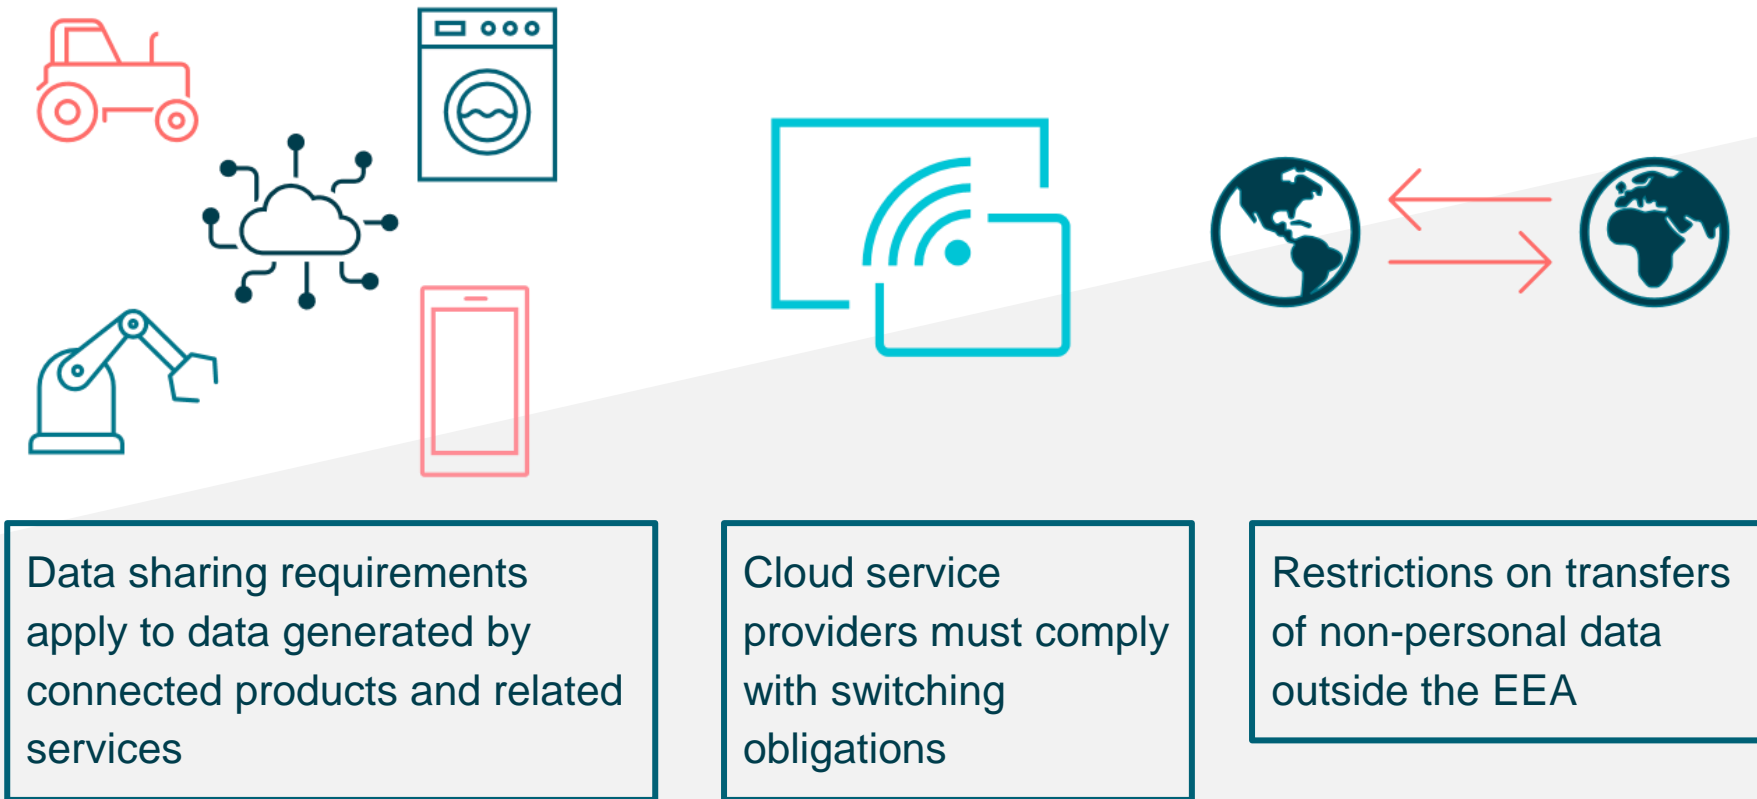 Data sharing requirements
apply to data generated by
connected products and related
services
Cloud service
providers must comply
with switching
obligations
Restrictions on transfers
of non-personal data
outside the EEA